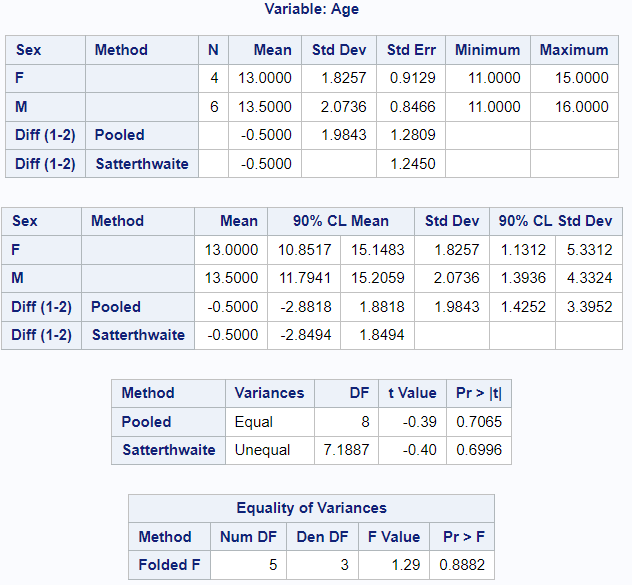 Variable: Age
Sex Method N Mean Std Dev Std Err Minimum Maximum
F 4 13.0000 1.8257 0.9129 11.0000 15.0000
M 6 13.5000 2.0736 0.8466 11.0000 16.0000
Diff (1-2) Pooled -0.5000 1.9843 1.2809
Diff (1-2) Satterthwaite -0.5000 1.2450
Sex Method Mean 90% CL Mean Std Dev 90% CL Std Dev
F 13.0000 10.8517 15.1483 1.8257 1.1312 5.3312
M 13.5000 11.7941 15.2059 2.0736 1.3936 4.3324
Diff (1-2) Pooled -0.5000 -2.8818 1.8818 1.9843 1.4252 3.3952
Diff (1-2) Satterthwaite -0.5000 -2.8494 1.8494
Method Variances DF t Value Pr > |t|
Pooled Equal 8 -0.39 0.7065
Satterthwaite Unequal 7.1887 -0.40 0.6996
Equality of Variances
Method Num DF Den DF F Value Pr > F
Folded F 5 3 1.29 0.8882